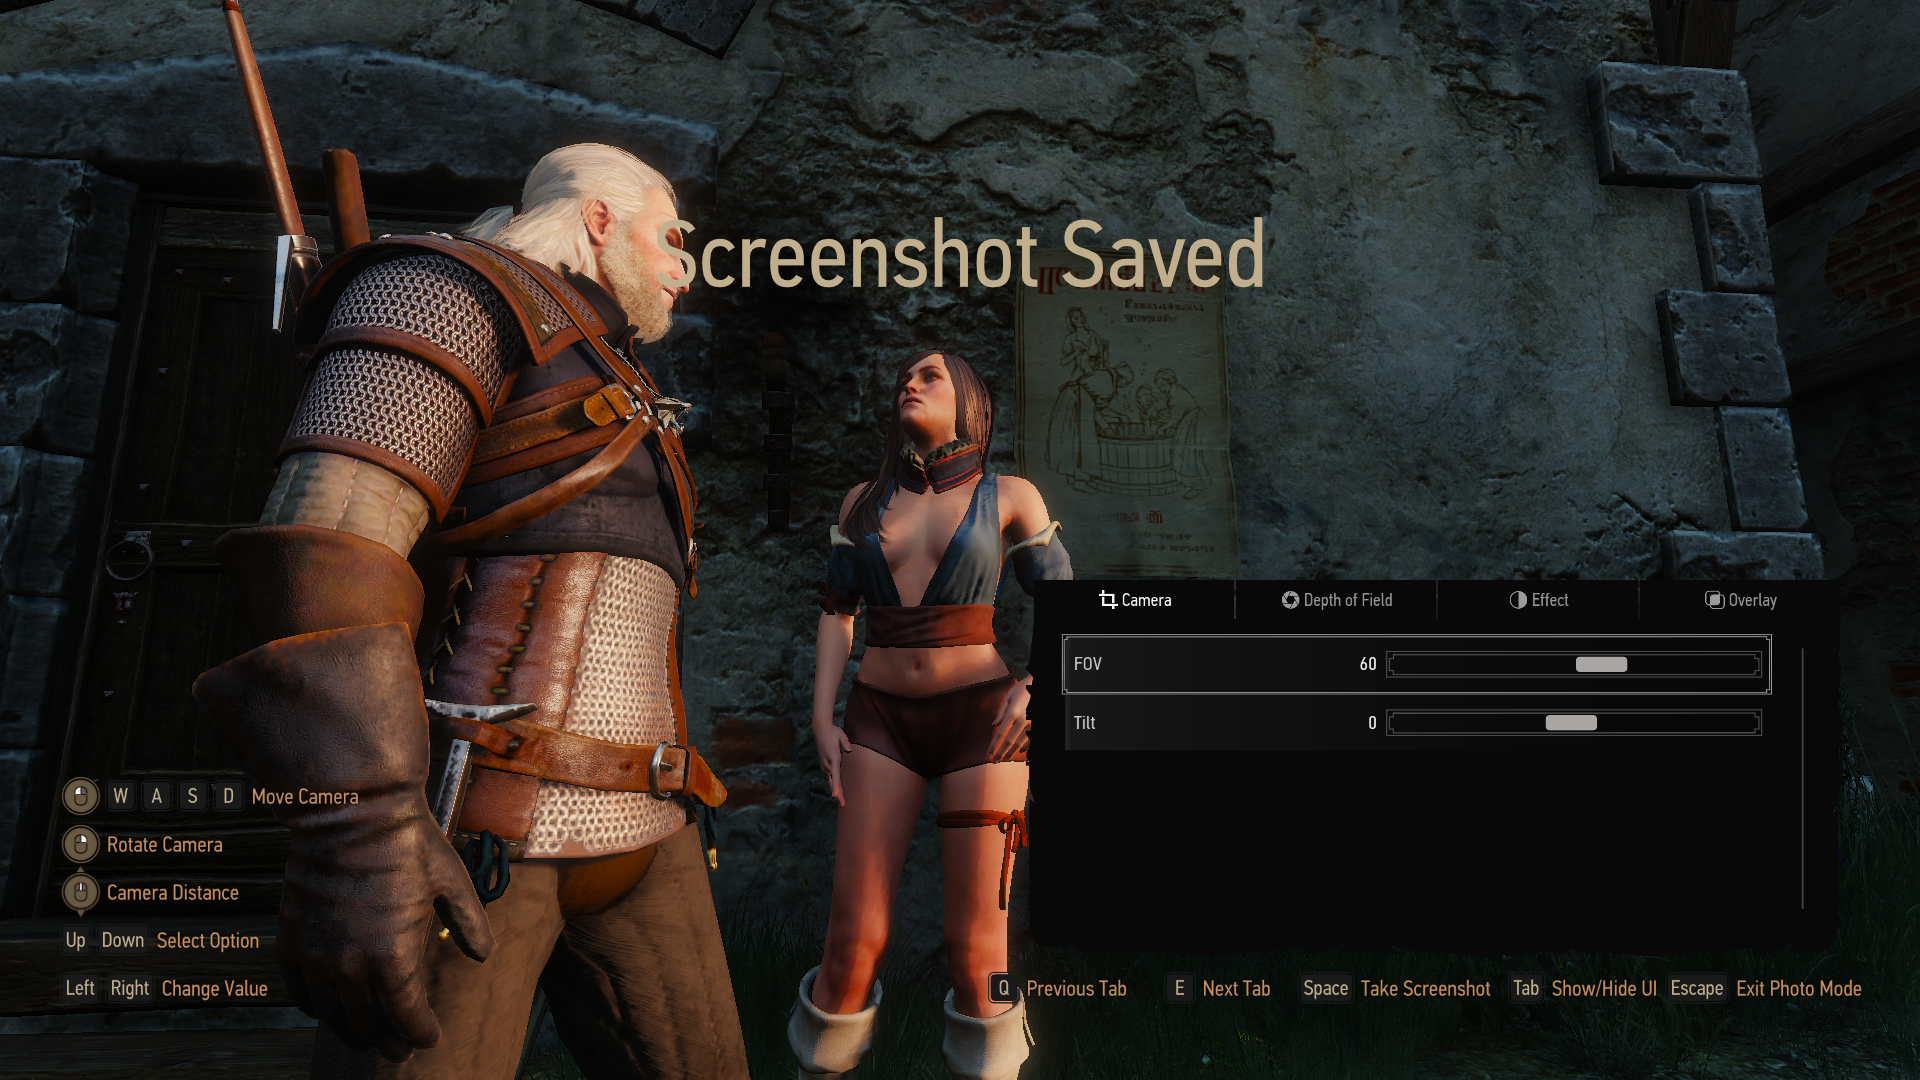 Screenshot Saved
Camera
Depth of Field
Effect
Overlay
FOV 60
Tilt 0
W A S D Move Camera
Rotate Camera
Camera Distance
Up Down Select Option
Left Right Change Value
Q Previous Tab E Next Tab Space Take Screenshot Tab Show/Hide UI Escape Exit Photo Mode